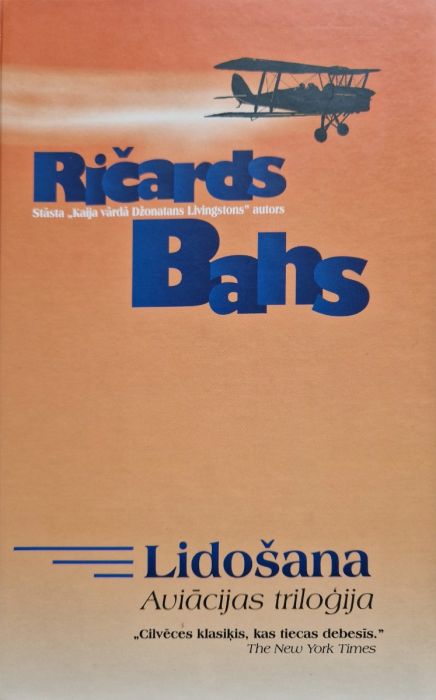 Ričards
Stāsta „Kaija vārdā Džonatans Livingstons” autors
Bahs
Lidošana
Aviācijas triloģija
„Cilvēces klasiķis, kas tiecas debesīs.”
The New York Times